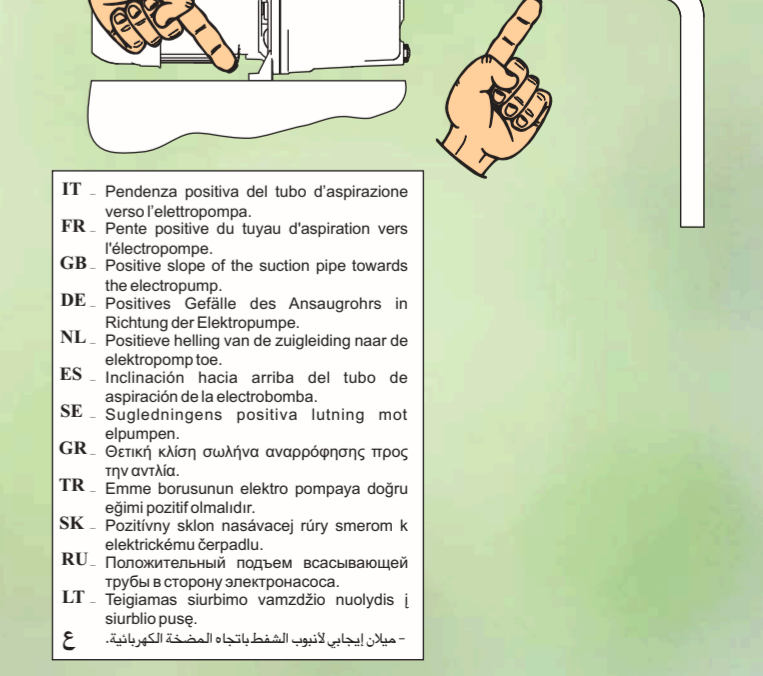 IT – Pendenza positiva del tubo d'aspirazione
verso l'elettropompa.
FR – Pente positive du tuyau d'aspiration vers
l'électropompe.
GB – Positive slope of the suction pipe towards
the electropump.
DE – Positives Gefälle des Ansaugrohrs in
Richtung der Elektropumpe.
NL – Positieve helling van de zuigleiding naar de
elektropomp toe.
ES – Inclinación hacia arriba del tubo de
aspiración de la electrobomba.
SE – Sugledningens positiva lutning mot
elpumpen.
GR – Θετική κλίση σωλήνα αναρρόφησης προς
την αντλία.
TR – Emme borusunun elektro pompaya doğru
eğimi pozitif olmalıdır.
SK – Pozitívny sklon nasávacej rúry smerom k
elektrickému čerpadlu.
RU – Положительный подъем всасывающей
трубы в сторону электронасоса.
LT – Teigiamas siurbimo vamzdžio nuolydis į
siurblio pusę.
ع – ميلان إيجابي لأنبوب الشفط باتجاه المضخة الكهربائية.